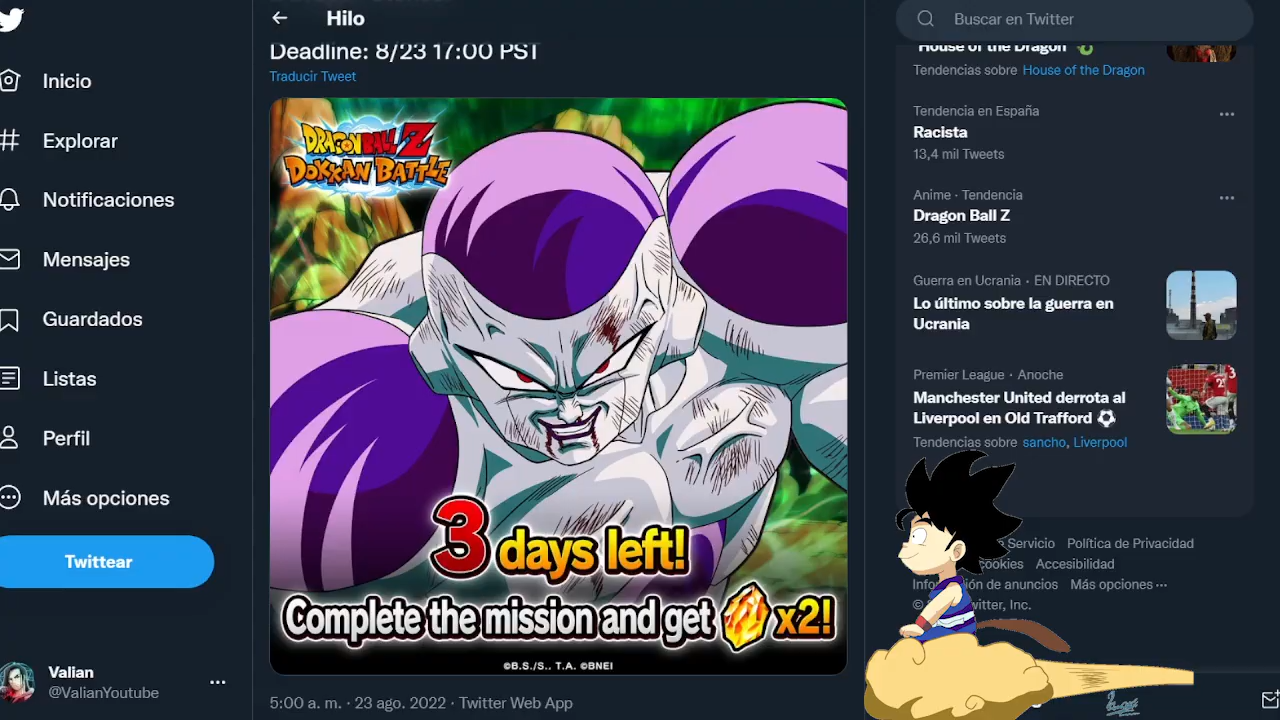 Inicio
Explorar
Notificaciones
Mensajes
Guardados
Listas
Perfil
Más opciones
Twittear
Valian
@ValianYoutube
Hilo
Deadline: 8/23 17:00 PST
Traducir Tweet
DRAGON BALL Z
DOKKAN BATTLE
3 days left!
Complete the mission and get x2!
©B.S./S., T.A. ©BNEI
5:00 a. m. · 23 ago. 2022 · Twitter Web App
Buscar en Twitter
House of the Dragon
Tendencias sobre House of the Dragon
Tendencia en España
Racista
13,4 mil Tweets
Anime · Tendencia
Dragon Ball Z
26,6 mil Tweets
Guerra en Ucrania · EN DIRECTO
Lo último sobre la guerra en
Ucrania
Premier League · Anoche
Manchester United derrota al
Liverpool en Old Trafford
Tendencias sobre sancho, Liverpool
Servicio Política de Privacidad
cookies Accesibilidad
de anuncios Más opciones
Inc.